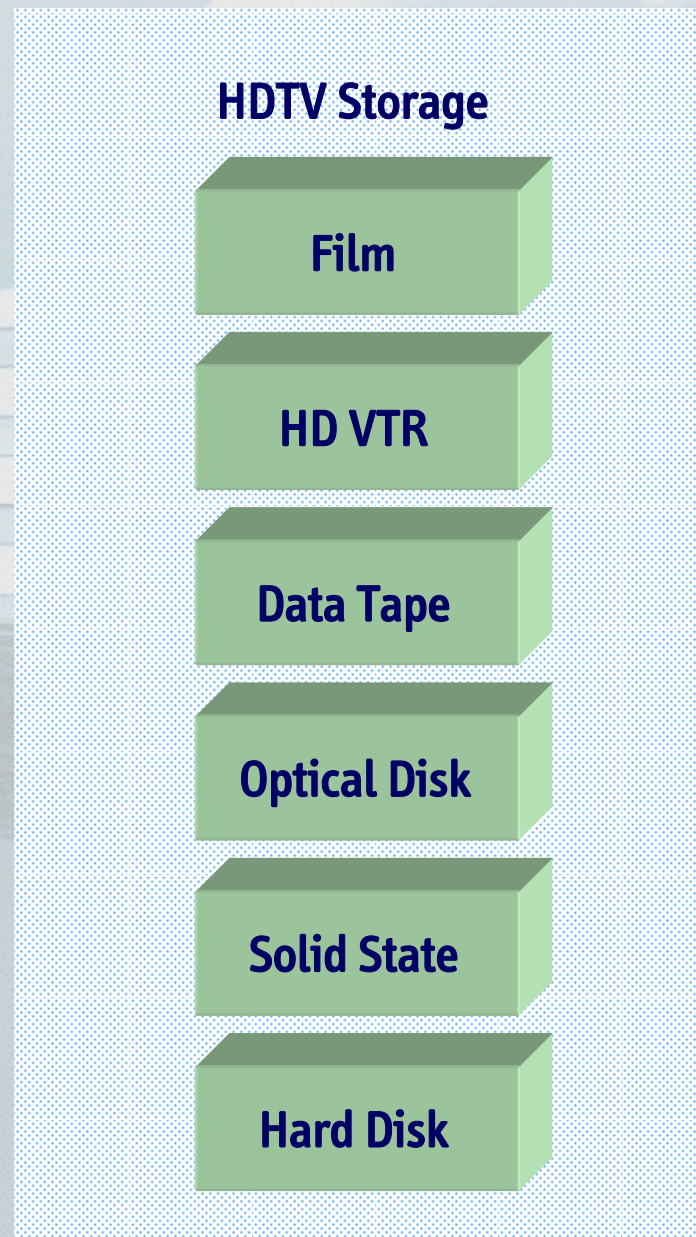 HDTV Storage
Film
HD VTR
Data Tape
Optical Disk
Solid State
Hard Disk